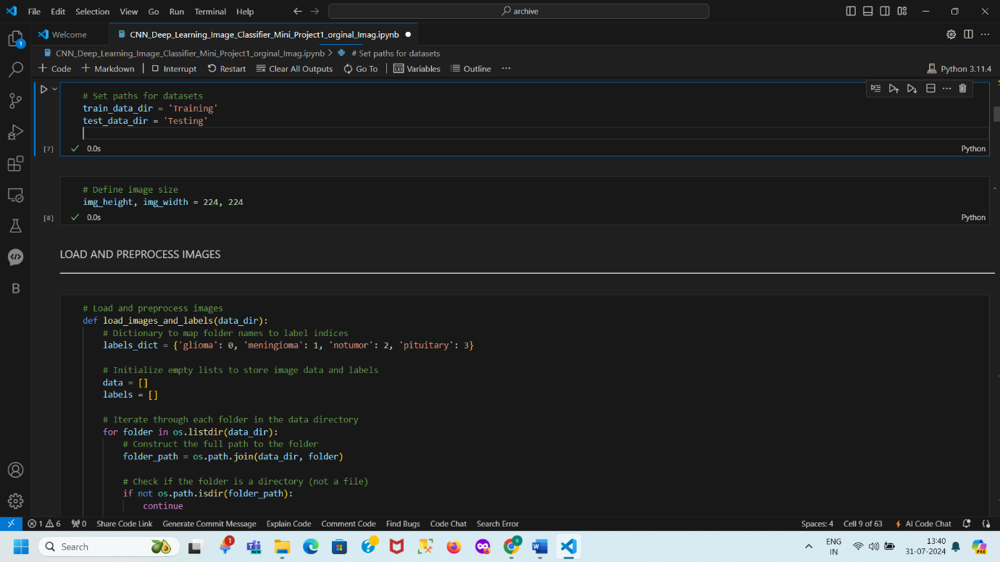 File Edit Selection View Go Run Terminal Help
archive
Welcome
CNN_Deep_Learning_Image_Classifier_Mini_Project1_orginal_Imag.ipynb
CNN_Deep_Learning_Image_Classifier_Mini_Project1_orginal_Imag.ipynb > # Set paths for datasets
+ Code + Markdown Interrupt Restart Clear All Outputs Go To Variables Outline ... Python 3.11.4
# Set paths for datasets
train_data_dir = 'Training'
test_data_dir = 'Testing'
[7] 0.0s Python
# Define image size
img_height, img_width = 224, 224
[8] 0.0s Python
LOAD AND PREPROCESS IMAGES
# Load and preprocess images
def load_images_and_labels(data_dir):
# Dictionary to map folder names to label indices
labels_dict = {'glioma': 0, 'meningioma': 1, 'notumor': 2, 'pituitary': 3}
# Initialize empty lists to store image data and labels
data = []
labels = []
# Iterate through each folder in the data directory
for folder in os.listdir(data_dir):
# Construct the full path to the folder
folder_path = os.path.join(data_dir, folder)
# Check if the folder is a directory (not a file)
if not os.path.isdir(folder_path):
continue
1 6 0 Share Code Link Generate Commit Message Explain Code Comment Code Find Bugs Code Chat Search Error Spaces: 4 Cell 9 of 63 AI Code Chat
Search
ENG
IN
13:40
31-07-2024